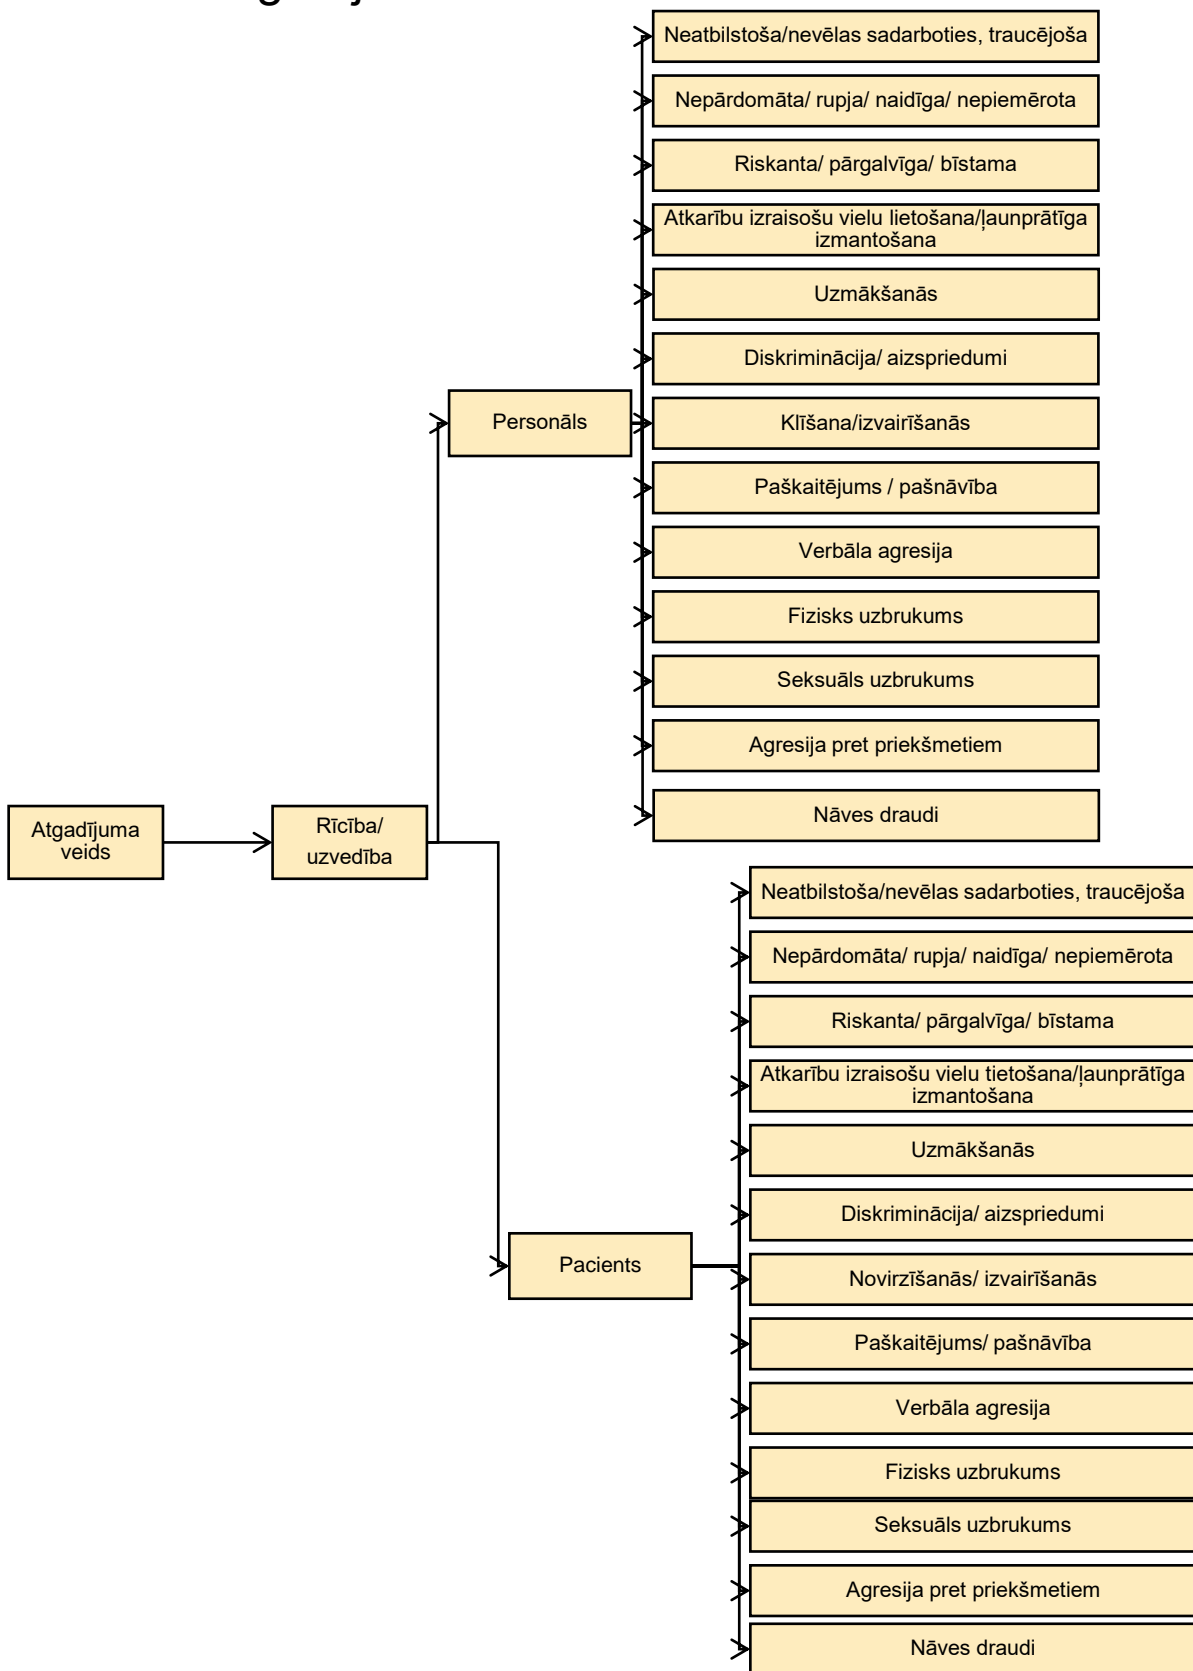 Neatbilstoša/nevēlas sadarboties, traucējoša
Nepārdomāta/ rupja/ naidīga/ nepiemērota
Riskanta/ pārgalvīga/ bīstama
Atkarību izraisošu vielu lietošana/ļaunprātīga
izmantošana
Uzmākšanās
Diskriminācija/ aizspriedumi
Personāls
Klīšana/izvairīšanās
Paškaitējums / pašnāvība
Verbāla agresija
Fizisks uzbrukums
Seksuāls uzbrukums
Agresija pret priekšmetiem
Nāves draudi
Atgadījuma
veids
Rīcība/
uzvedība
Neatbilstoša/nevēlas sadarboties, traucējoša
Nepārdomāta/ rupja/ naidīga/ nepiemērota
Riskanta/ pārgalvīga/ bīstama
Atkarību izraisošu vielu tietošana/ļaunprātīga
izmantošana
Uzmākšanās
Diskriminācija/ aizspriedumi
Pacients
Novirzīšanās/ izvairīšanās
Paškaitējums/ pašnāvība
Verbāla agresija
Fizisks uzbrukums
Seksuāls uzbrukums
Agresija pret priekšmetiem
Nāves draudi